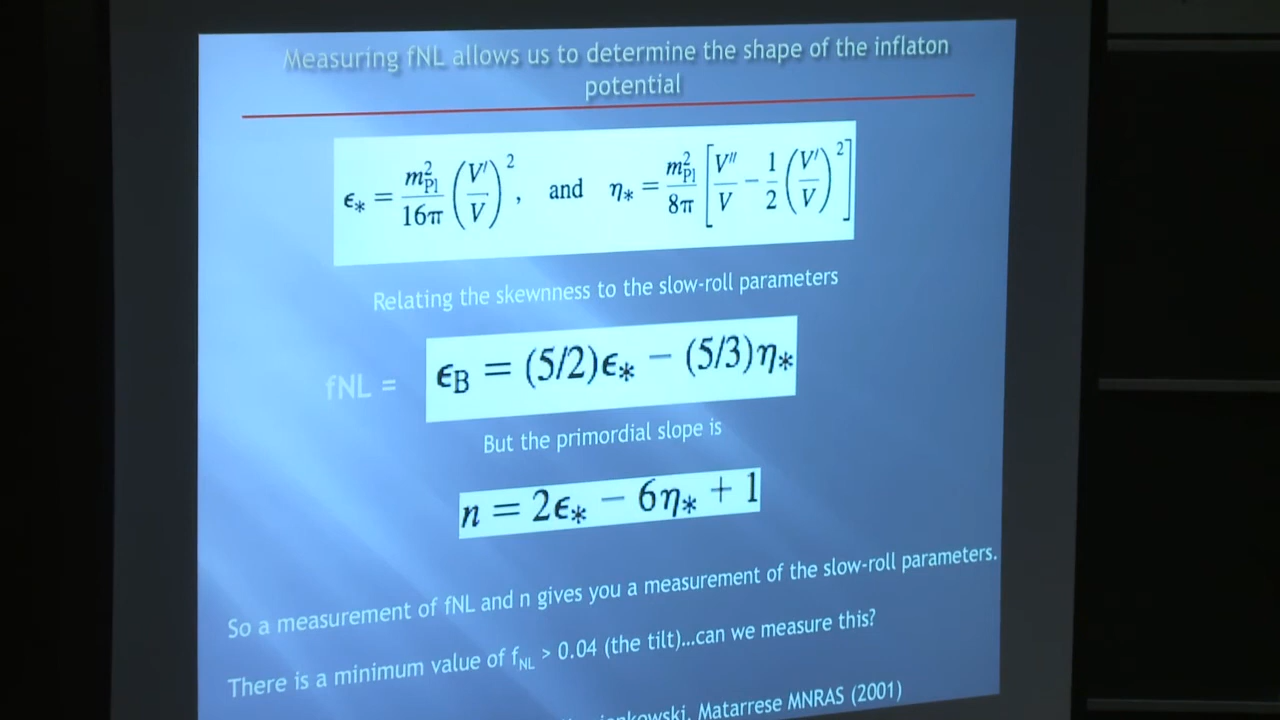 Measuring fNL allows us to determine the shape of the inflaton
potential
ϵ* = m²Pl/16π (V′/V)², and η* = m²Pl/8π [V″/V − 1/2 (V′/V)²]
Relating the skewnness to the slow-roll parameters
fNL = ϵB = (5/2)ϵ* − (5/3)η*
But the primordial slope is
n = 2ϵ* − 6η* + 1
So a measurement of fNL and n gives you a measurement of the slow-roll parameters.
There is a minimum value of fNL > 0.04 (the tilt)...can we measure this?
Matarrese MNRAS (2001)